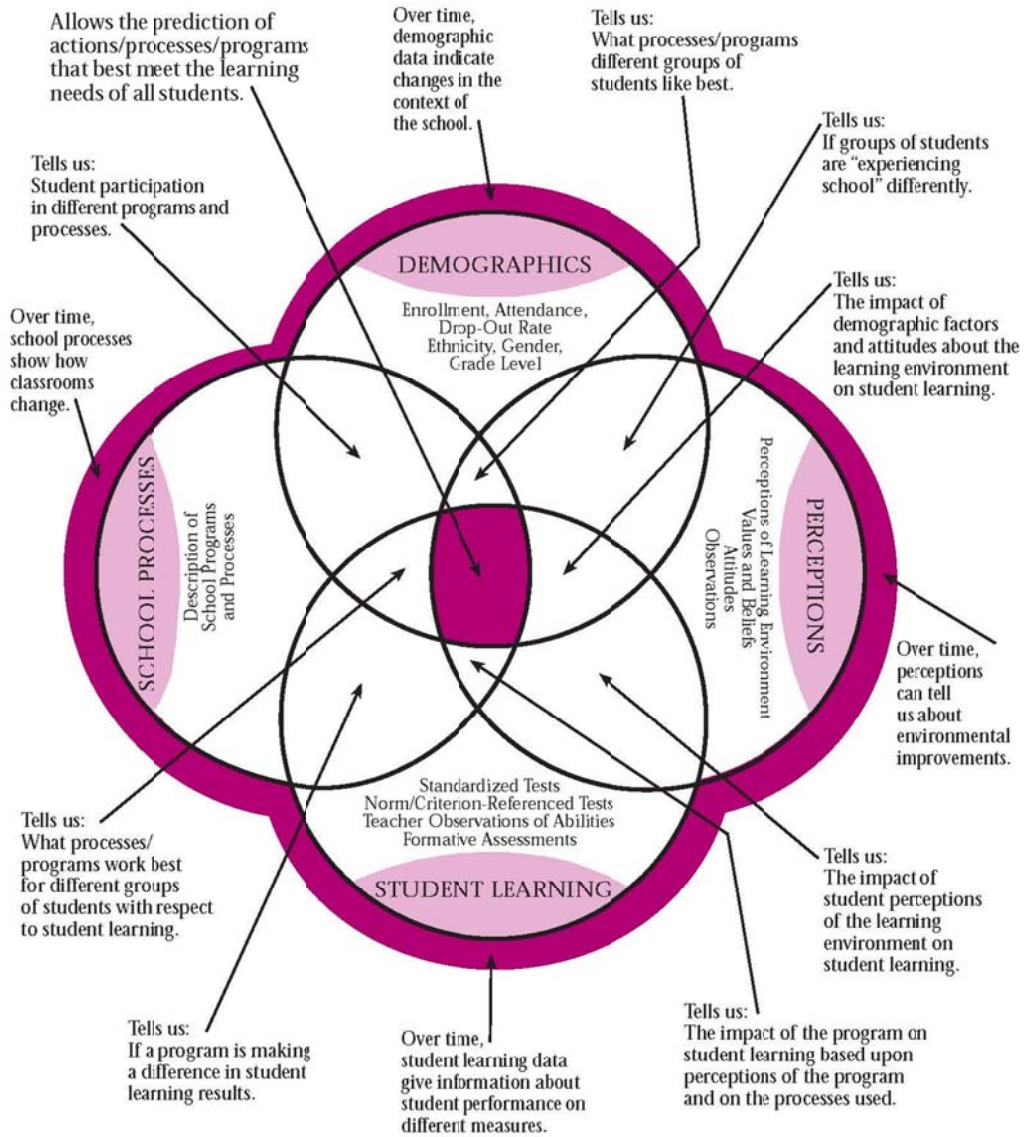 Allows the prediction of
actions/processes/programs
that best meet the learning
needs of all students.
Over time,
demographic
data indicate
changes in the
context of
the school.
Tells us:
What processes/programs
different groups of
students like best.
Tells us:
If groups of students
are “experiencing
school” differently.
Tells us:
Student participation
in different programs and
processes.
Tells us:
The impact of
demographic factors
and attitudes about the
learning environment
on student learning.
Over time,
school processes
show how
classrooms
change.
DEMOGRAPHICS
Enrollment, Attendance,
Drop-Out Rate
Ethnicity, Gender,
Grade Level
SCHOOL PROCESSES
Description of
School Programs
and Processes
PERCEPTIONS
Perceptions of Learning Environment
Values and Beliefs
Attitudes
Observations
Over time,
perceptions
can tell
us about
environmental
improvements.
Standardized Tests
Norm/Criterion-Referenced Tests
Teacher Observations of Abilities
Formative Assessments
STUDENT LEARNING
Tells us:
What processes/
programs work best
for different groups
of students with respect
to student learning.
Tells us:
The impact of
student perceptions
of the learning
environment on
student learning.
Tells us:
If a program is making
a difference in student
learning results.
Over time,
student learning data
give information about
student performance on
different measures.
Tells us:
The impact of the program on
student learning based upon
perceptions of the program
and on the processes used.